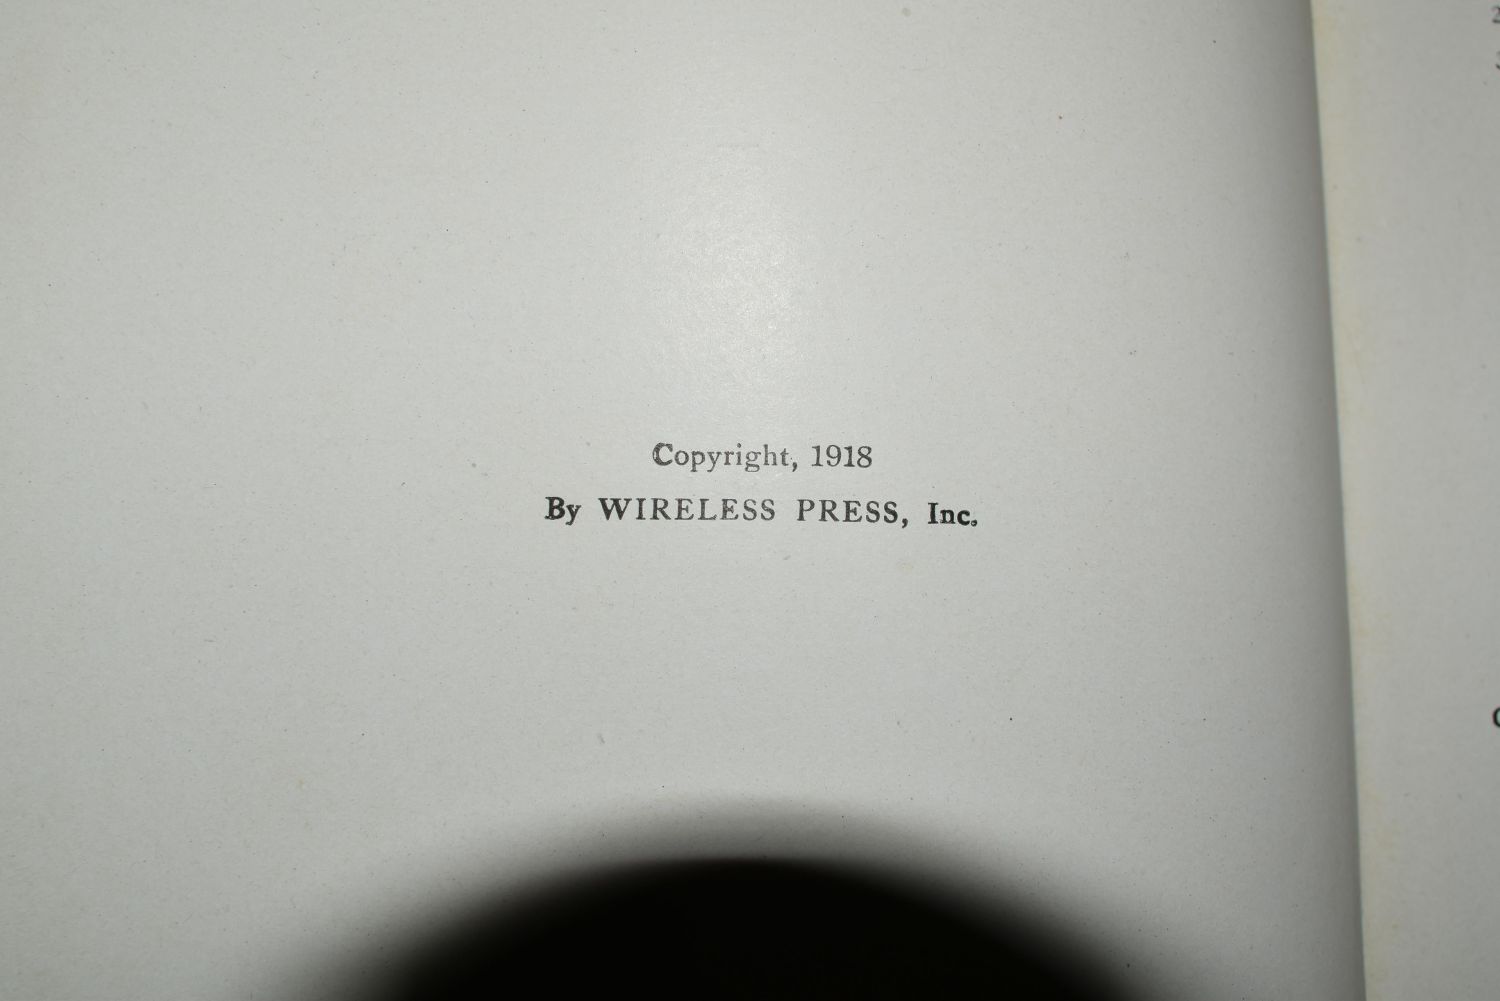 Copyright, 1918
By WIRELESS PRESS, Inc.